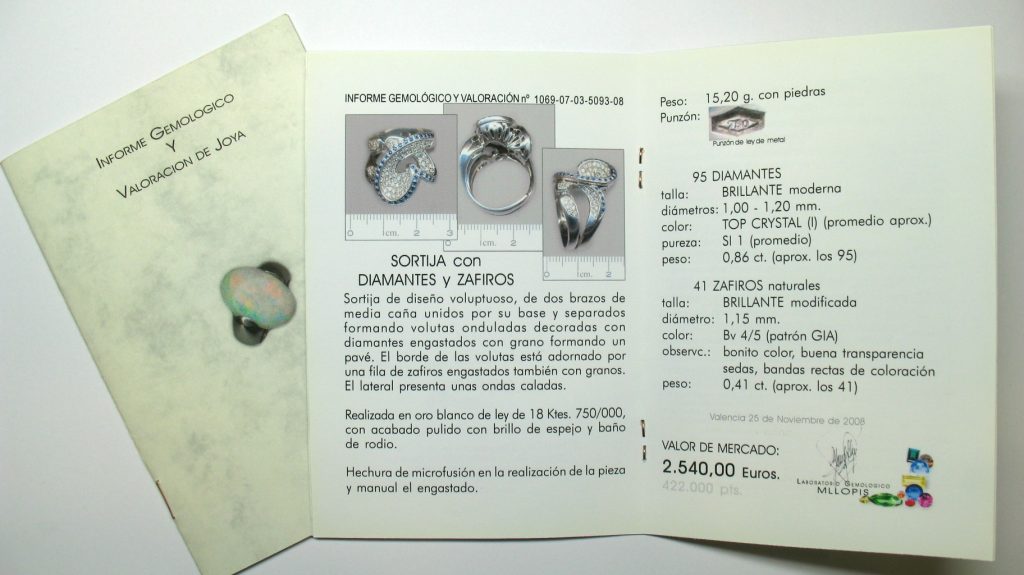 INFORME GEMOLOGICO
Y
VALORACION DE JOYA
INFORME GEMOLÓGICO Y VALORACIÓN nº 1069-07-03-5093-08
0 cm. 2 3
0 cm. 2
0 cm. 2
SORTIJA con
DIAMANTES y ZAFIROS
Sortija de diseño voluptuoso, de dos brazos de
media caña unidos por su base y separados
formando volutas onduladas decoradas con
diamantes engastados con grano formando un
pavé. El borde de las volutas está adornado por
una fila de zafiros engastados también con granos.
El lateral presenta unas ondas caladas.
Realizada en oro blanco de ley de 18 Ktes. 750/000,
con acabado pulido con brillo de espejo y baño
de rodio.
Hechura de microfusión en la realización de la pieza
y manual el engastado.
Peso: 15,20 g. con piedras
Punzón:
750
Punzón de ley de metal
95 DIAMANTES
talla: BRILLANTE moderna
diámetros: 1,00 - 1,20 mm.
color: TOP CRYSTAL (I) (promedio aprox.)
pureza: SI 1 (promedio)
peso: 0,86 ct. (aprox. los 95)
41 ZAFIROS naturales
talla: BRILLANTE modificada
diámetro: 1,15 mm.
color: Bv 4/5 (patrón GIA)
observc.: bonito color, buena transparencia
sedas, bandas rectas de coloración
peso: 0,41 ct. (aprox. los 41)
Valencia 25 de Noviembre de 2008
VALOR DE MERCADO:
2.540,00 Euros.
422.000 pts.
LABORATORIO GEMOLOGICO
MLLOPIS